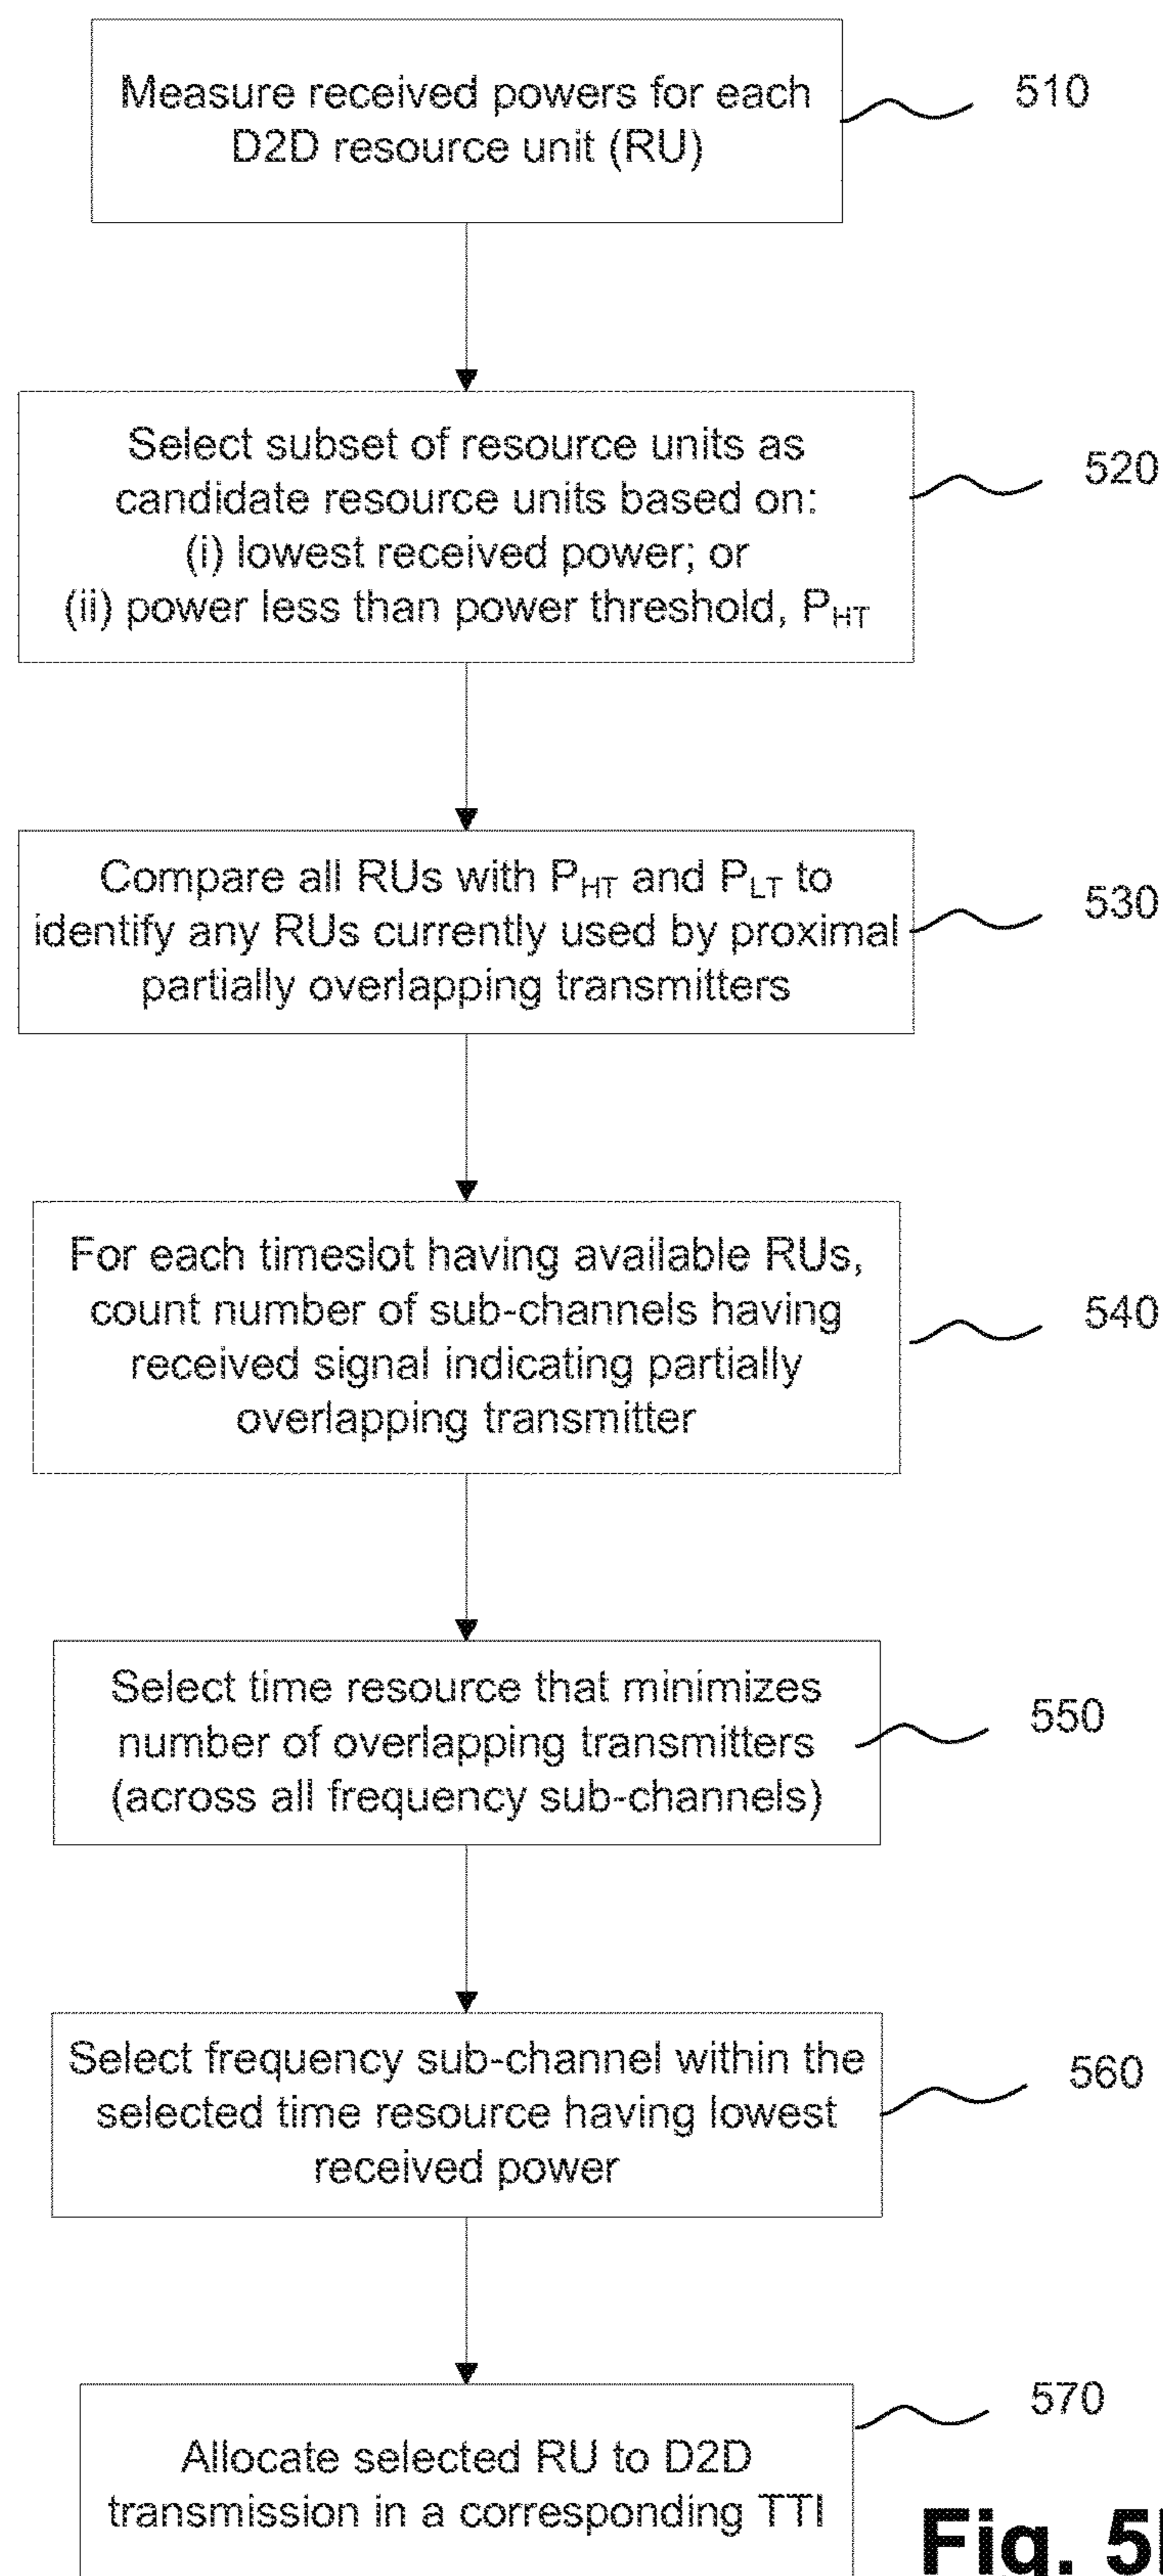 Measure received powers for each
D2D resource unit (RU)
510
Select subset of resource units as
candidate resource units based on:
(i) lowest received power; or
(ii) power less than power threshold, P_HT
520
Compare all RUs with P_HT and P_LT to
identify any RUs currently used by proximal
partially overlapping transmitters
530
For each timeslot having available RUs,
count number of sub-channels having
received signal indicating partially
overlapping transmitter
540
Select time resource that minimizes
number of overlapping transmitters
(across all frequency sub-channels)
550
Select frequency sub-channel within the
selected time resource having lowest
received power
560
Allocate selected RU to D2D
transmission in a corresponding TTI
570
Fig.